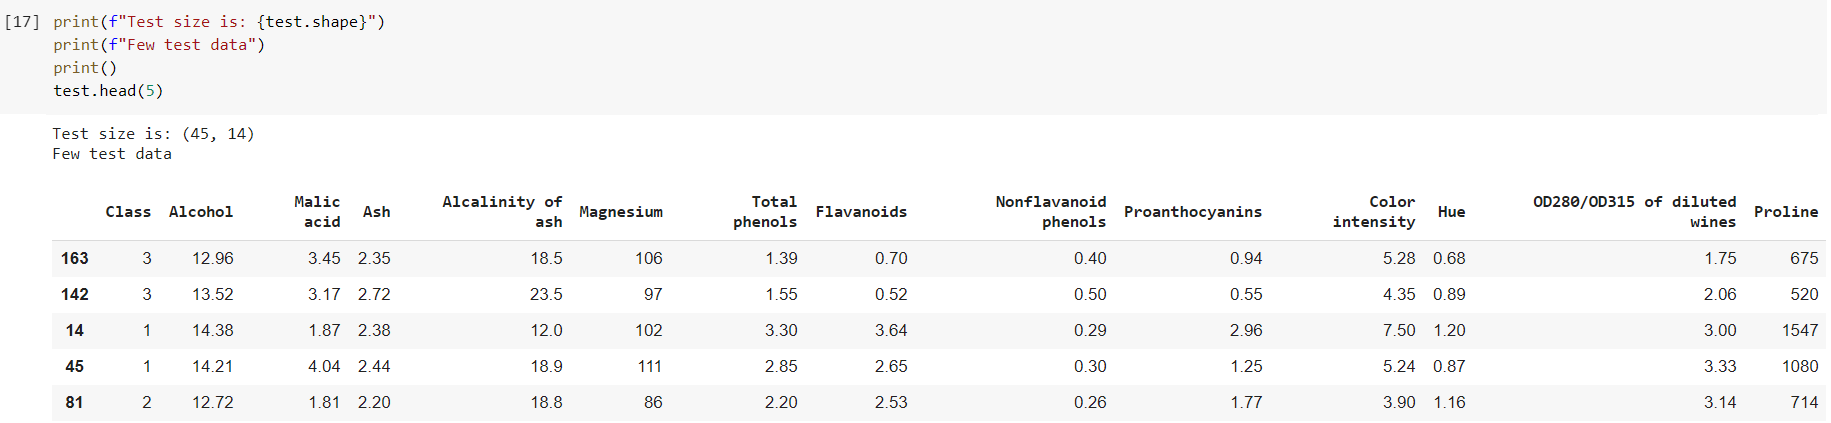 [17] print(f"Test size is: {test.shape}")
print(f"Few test data")
print()
test.head(5)
Test size is: (45, 14)
Few test data
Class Alcohol Malic acid Ash Alcalinity of ash Magnesium Total phenols Flavanoids Nonflavanoid phenols Proanthocyanins Color intensity Hue OD280/OD315 of diluted wines Proline
163 3 12.96 3.45 2.35 18.5 106 1.39 0.70 0.40 0.94 5.28 0.68 1.75 675
142 3 13.52 3.17 2.72 23.5 97 1.55 0.52 0.50 0.55 4.35 0.89 2.06 520
14 1 14.38 1.87 2.38 12.0 102 3.30 3.64 0.29 2.96 7.50 1.20 3.00 1547
45 1 14.21 4.04 2.44 18.9 111 2.85 2.65 0.30 1.25 5.24 0.87 3.33 1080
81 2 12.72 1.81 2.20 18.8 86 2.20 2.53 0.26 1.77 3.90 1.16 3.14 714